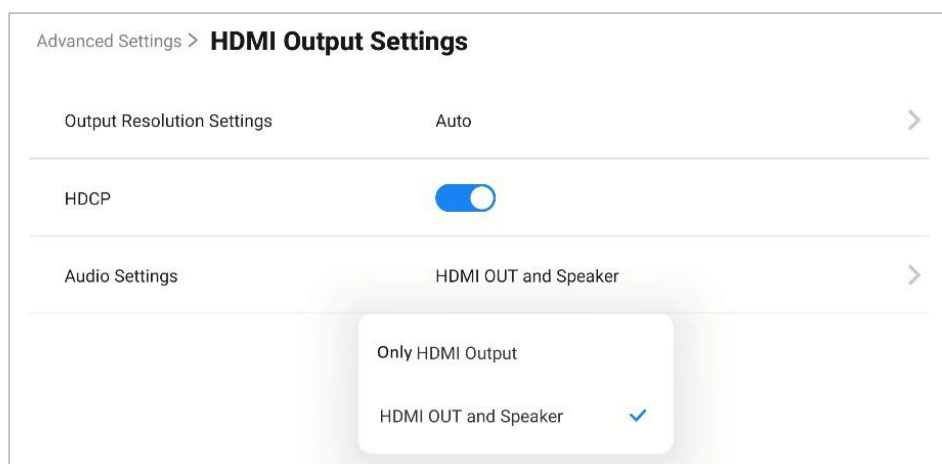 Advanced Settings > HDMI Output Settings
Output Resolution Settings Auto
HDCP
Audio Settings HDMI OUT and Speaker
Only HDMI Output
HDMI OUT and Speaker